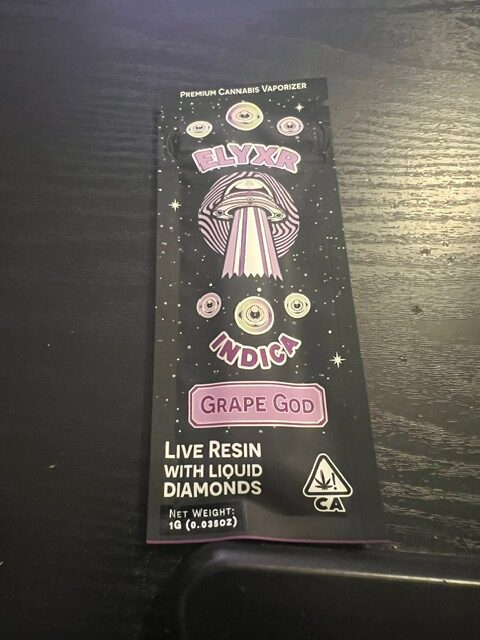 Premium Cannabis Vaporizer
ELYXR
INDICA
Grape God
Live Resin
with Liquid
Diamonds
Net Weight:
1G (0.035oz)
CA